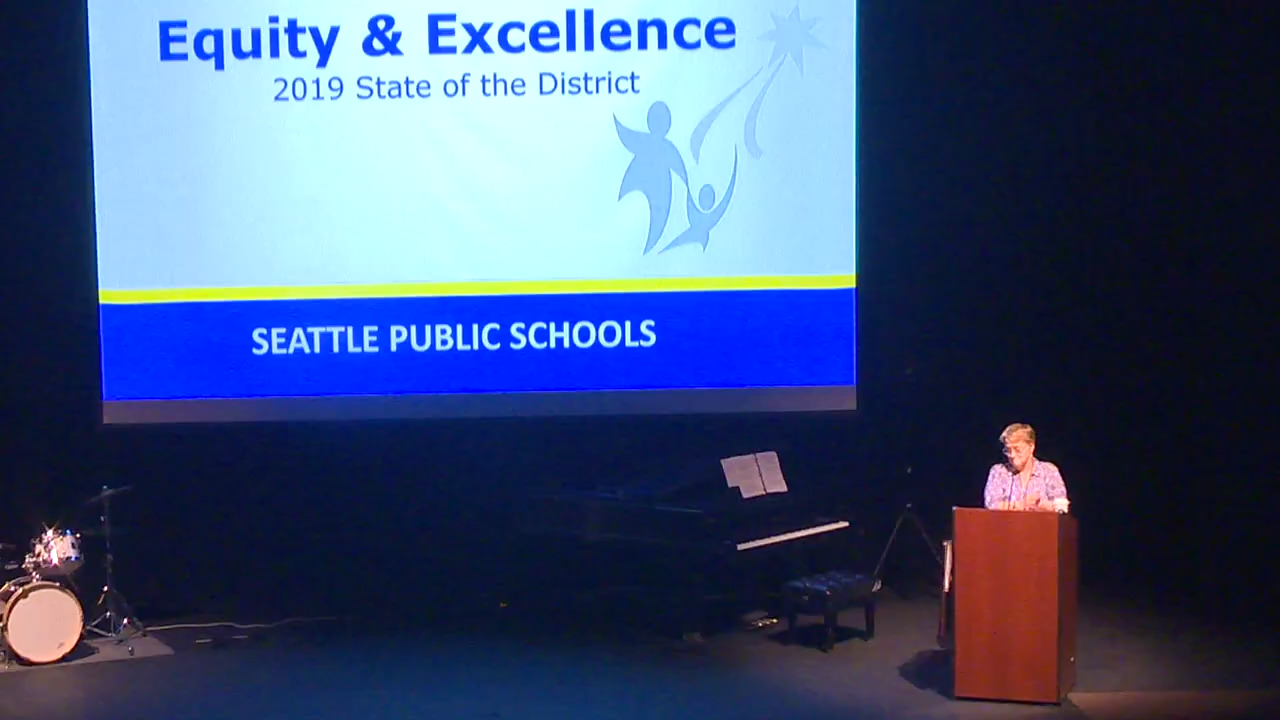 Equity & Excellence
2019 State of the District
SEATTLE PUBLIC SCHOOLS